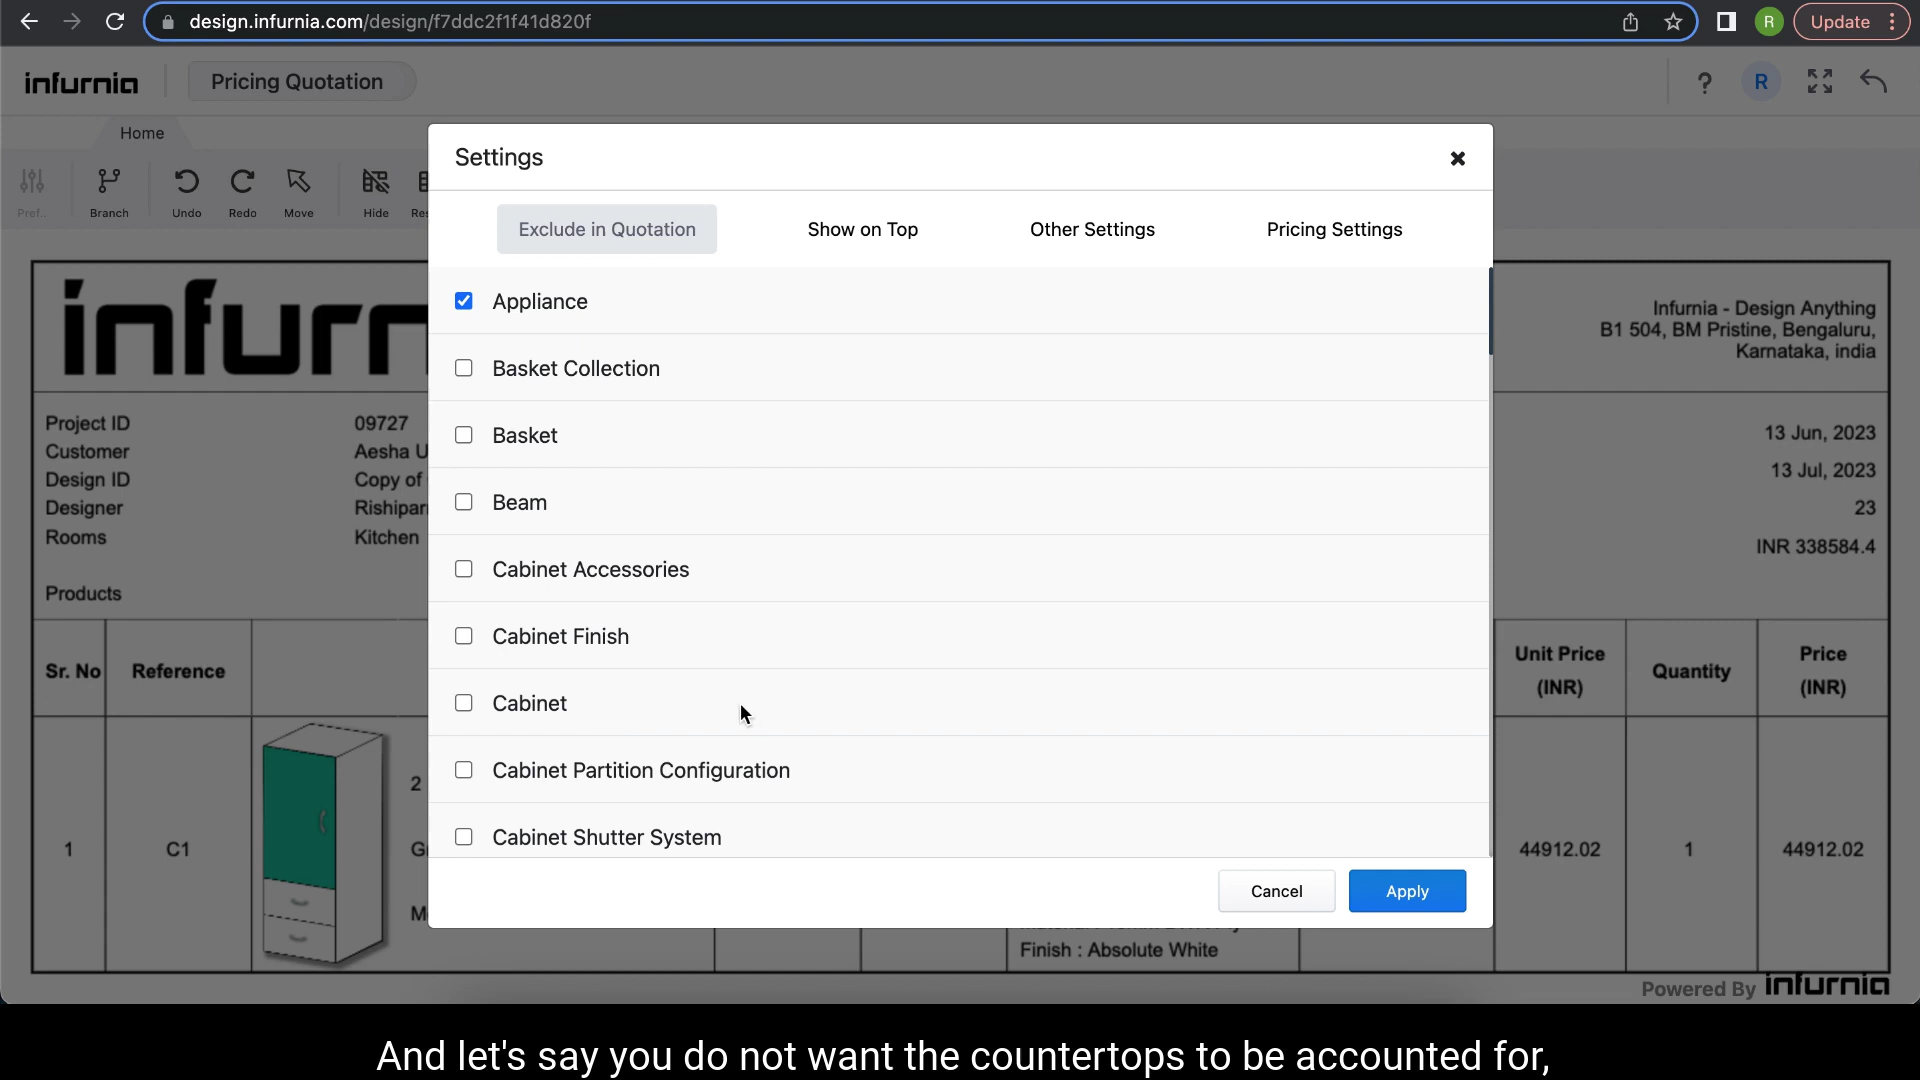 design.infurnia.com/design/f7ddc2f1f41d820f
R
Update
infurnia
Pricing Quotation
?
R
Home
Pref..
Branch
Undo
Redo
Move
Hide
Settings
Exclude in Quotation
Show on Top
Other Settings
Pricing Settings
Appliance
Basket Collection
Basket
Beam
Cabinet Accessories
Cabinet Finish
Cabinet
Cabinet Partition Configuration
Cabinet Shutter System
Cancel
Apply
Infurnia - Design Anything
B1 504, BM Pristine, Bengaluru,
Karnataka, india
Project ID 09727 13 Jun, 2023
Customer Aesha
Design ID Copy of 13 Jul, 2023
Designer 23
Rooms Kitchen INR 338584.4
Products
Sr. No Reference Unit Price (INR) Quantity Price (INR)
1 C1 2 44912.02 1 44912.02
Finish : Absolute White
Powered By infurnia
And let's say you do not want the countertops to be accounted for,